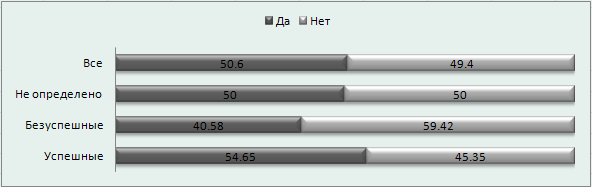 Да Нет
Все 50.6 49.4
Не определено 50 50
Безуспешные 40.58 59.42
Успешные 54.65 45.35